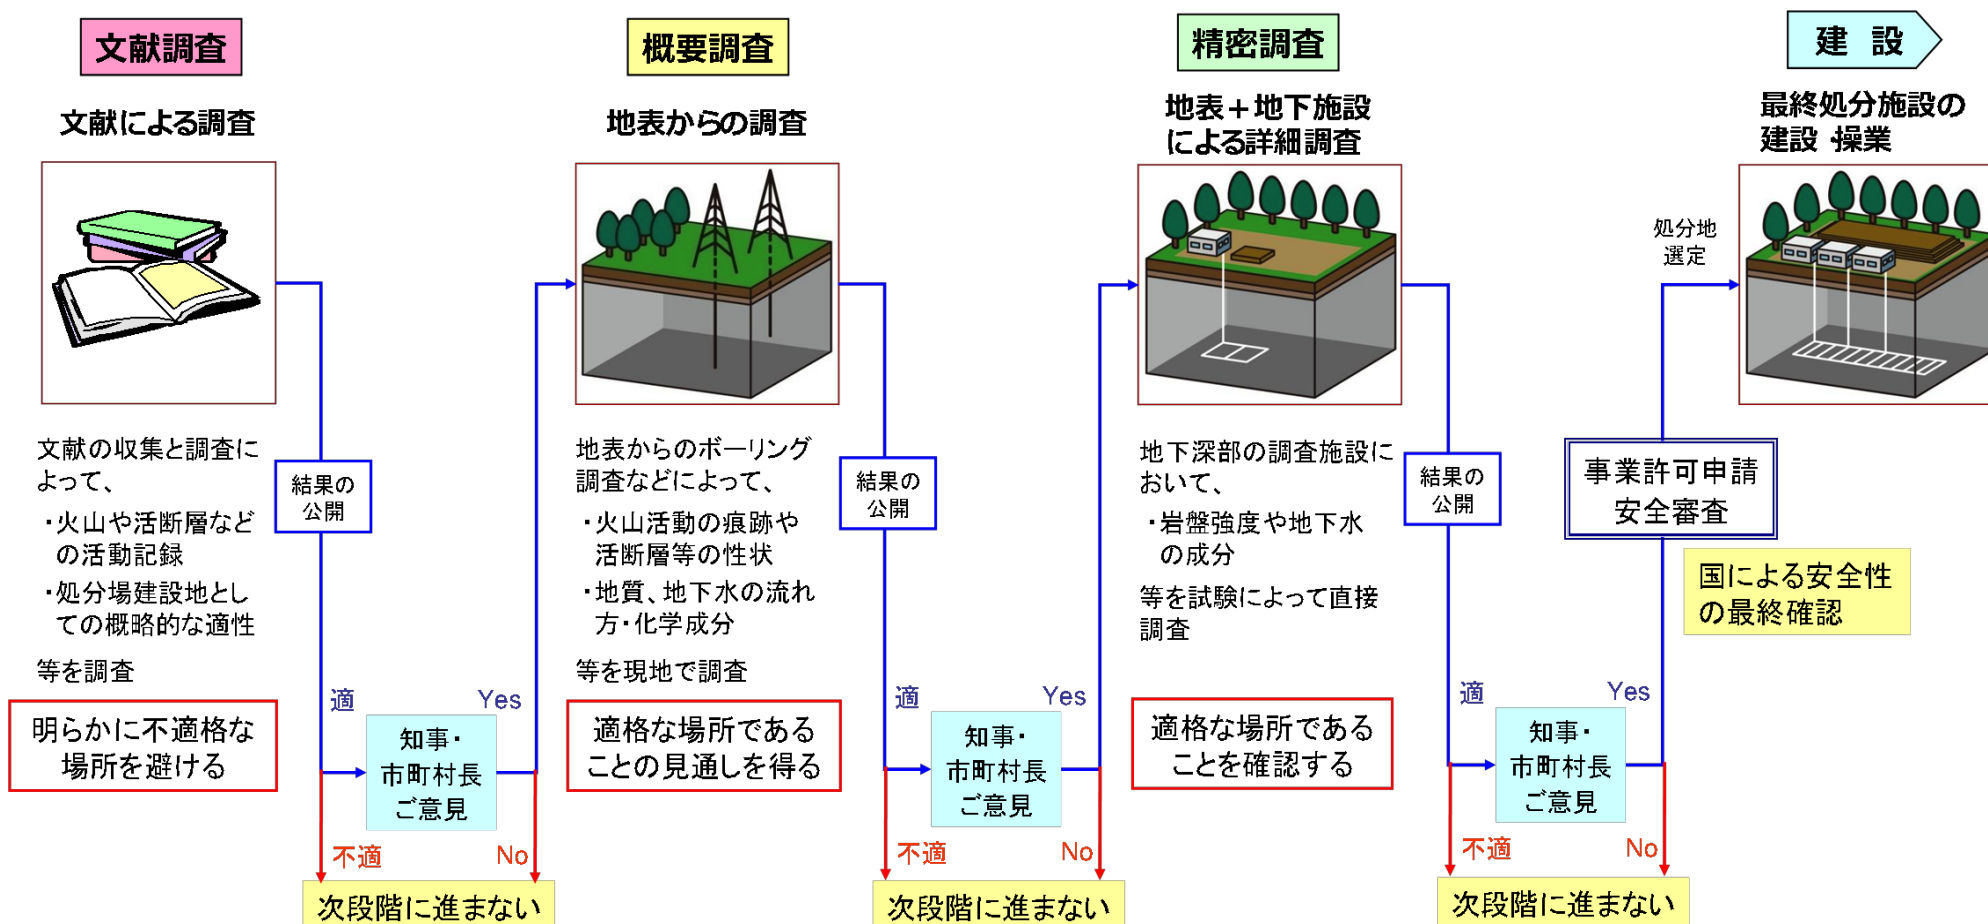 文献調査
文献による調査
文献の収集と調査に
よって、
・火山や活断層など
の活動記録
・処分場建設地とし
ての概略的な適性
等を調査
明らかに不適格な
場所を避ける
結果の
公開
適
不適
知事・
市町村長
ご意見
Yes
No
次段階に進まない
概要調査
地表からの調査
地表からのボーリング
調査などによって、
・火山活動の痕跡や
活断層等の性状
・地質、地下水の流れ
方・化学成分
等を現地で調査
適格な場所である
ことの見通しを得る
結果の
公開
適
不適
知事・
市町村長
ご意見
Yes
No
次段階に進まない
精密調査
地表+地下施設
による詳細調査
地下深部の調査施設に
おいて、
・岩盤強度や地下水
の成分
等を試験によって直接
調査
適格な場所である
ことを確認する
結果の
公開
適
不適
知事・
市町村長
ご意見
Yes
No
次段階に進まない
建 設
最終処分施設の
建設・操業
処分地
選定
事業許可申請
安全審査
国による安全性
の最終確認